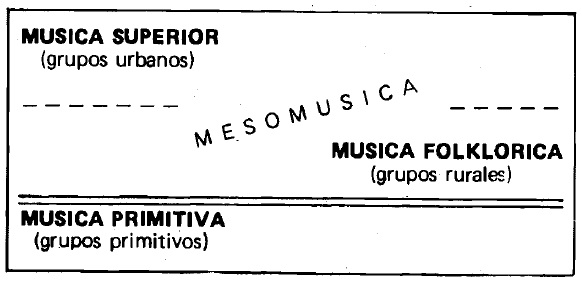 MUSICA SUPERIOR
(grupos urbanos)
MESOMUSICA
MUSICA FOLKLORICA
(grupos rurales)
MUSICA PRIMITIVA
(grupos primitivos)